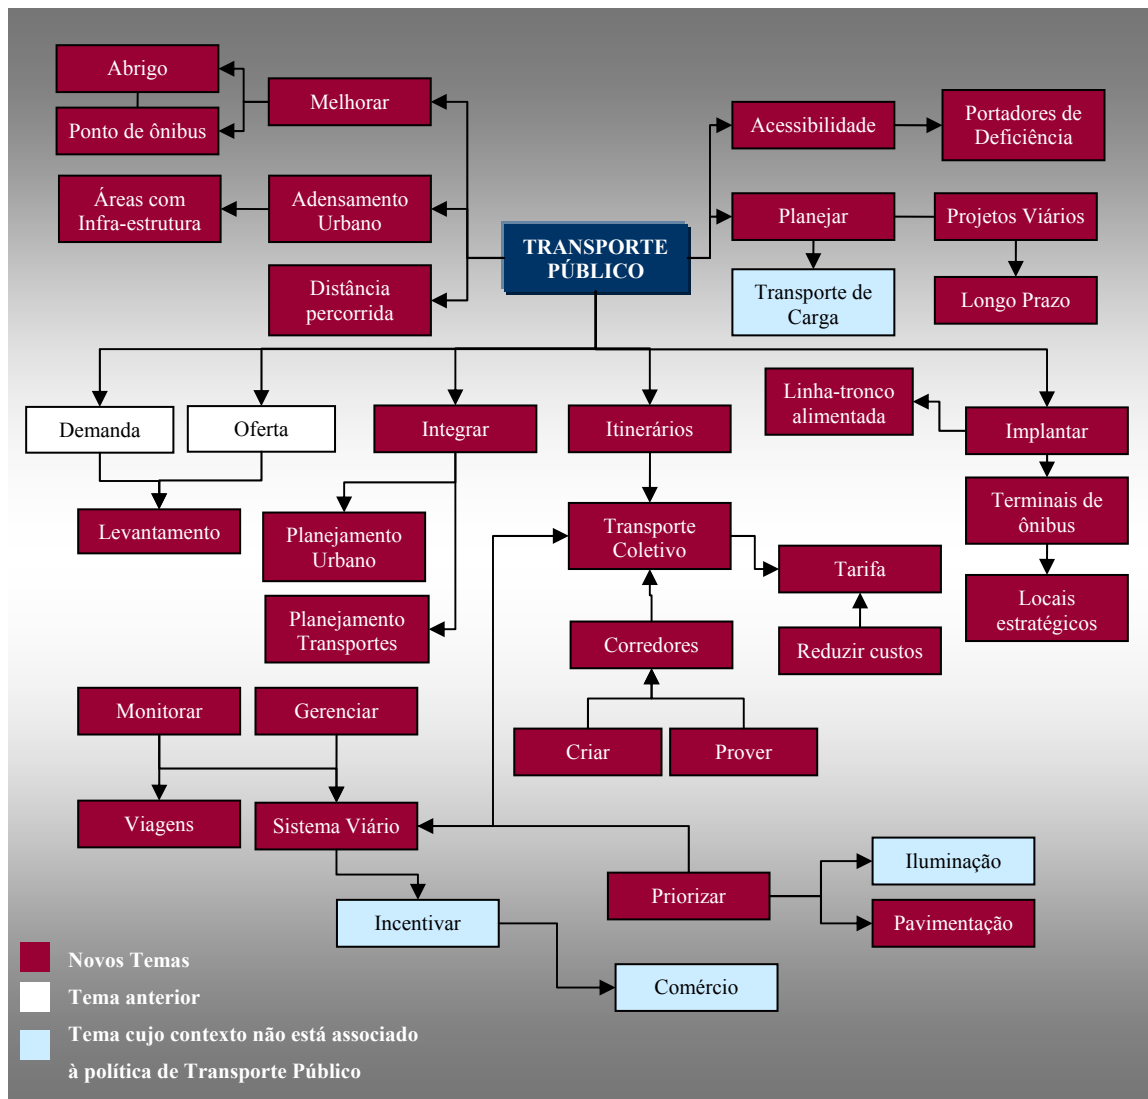 Abrigo
Melhorar
Ponto de ônibus
Acessibilidade
Portadores de
Deficiência
Áreas com
Infra-estrutura
Adensamento
Urbano
Planejar
Projetos Viários
TRANSPORTE
PÚBLICO
Distância
percorrida
Transporte de
Carga
Longo Prazo
Demanda
Oferta
Integrar
Itinerários
Linha-tronco
alimentada
Implantar
Levantamento
Planejamento
Urbano
Transporte
Coletivo
Terminais de
ônibus
Tarifa
Planejamento
Transportes
Corredores
Reduzir custos
Locais
estratégicos
Monitorar
Gerenciar
Criar
Prover
Viagens
Sistema Viário
Iluminação
Priorizar
Incentivar
Pavimentação
Comércio
Novos Temas
Tema anterior
Tema cujo contexto não está associado
à política de Transporte Público